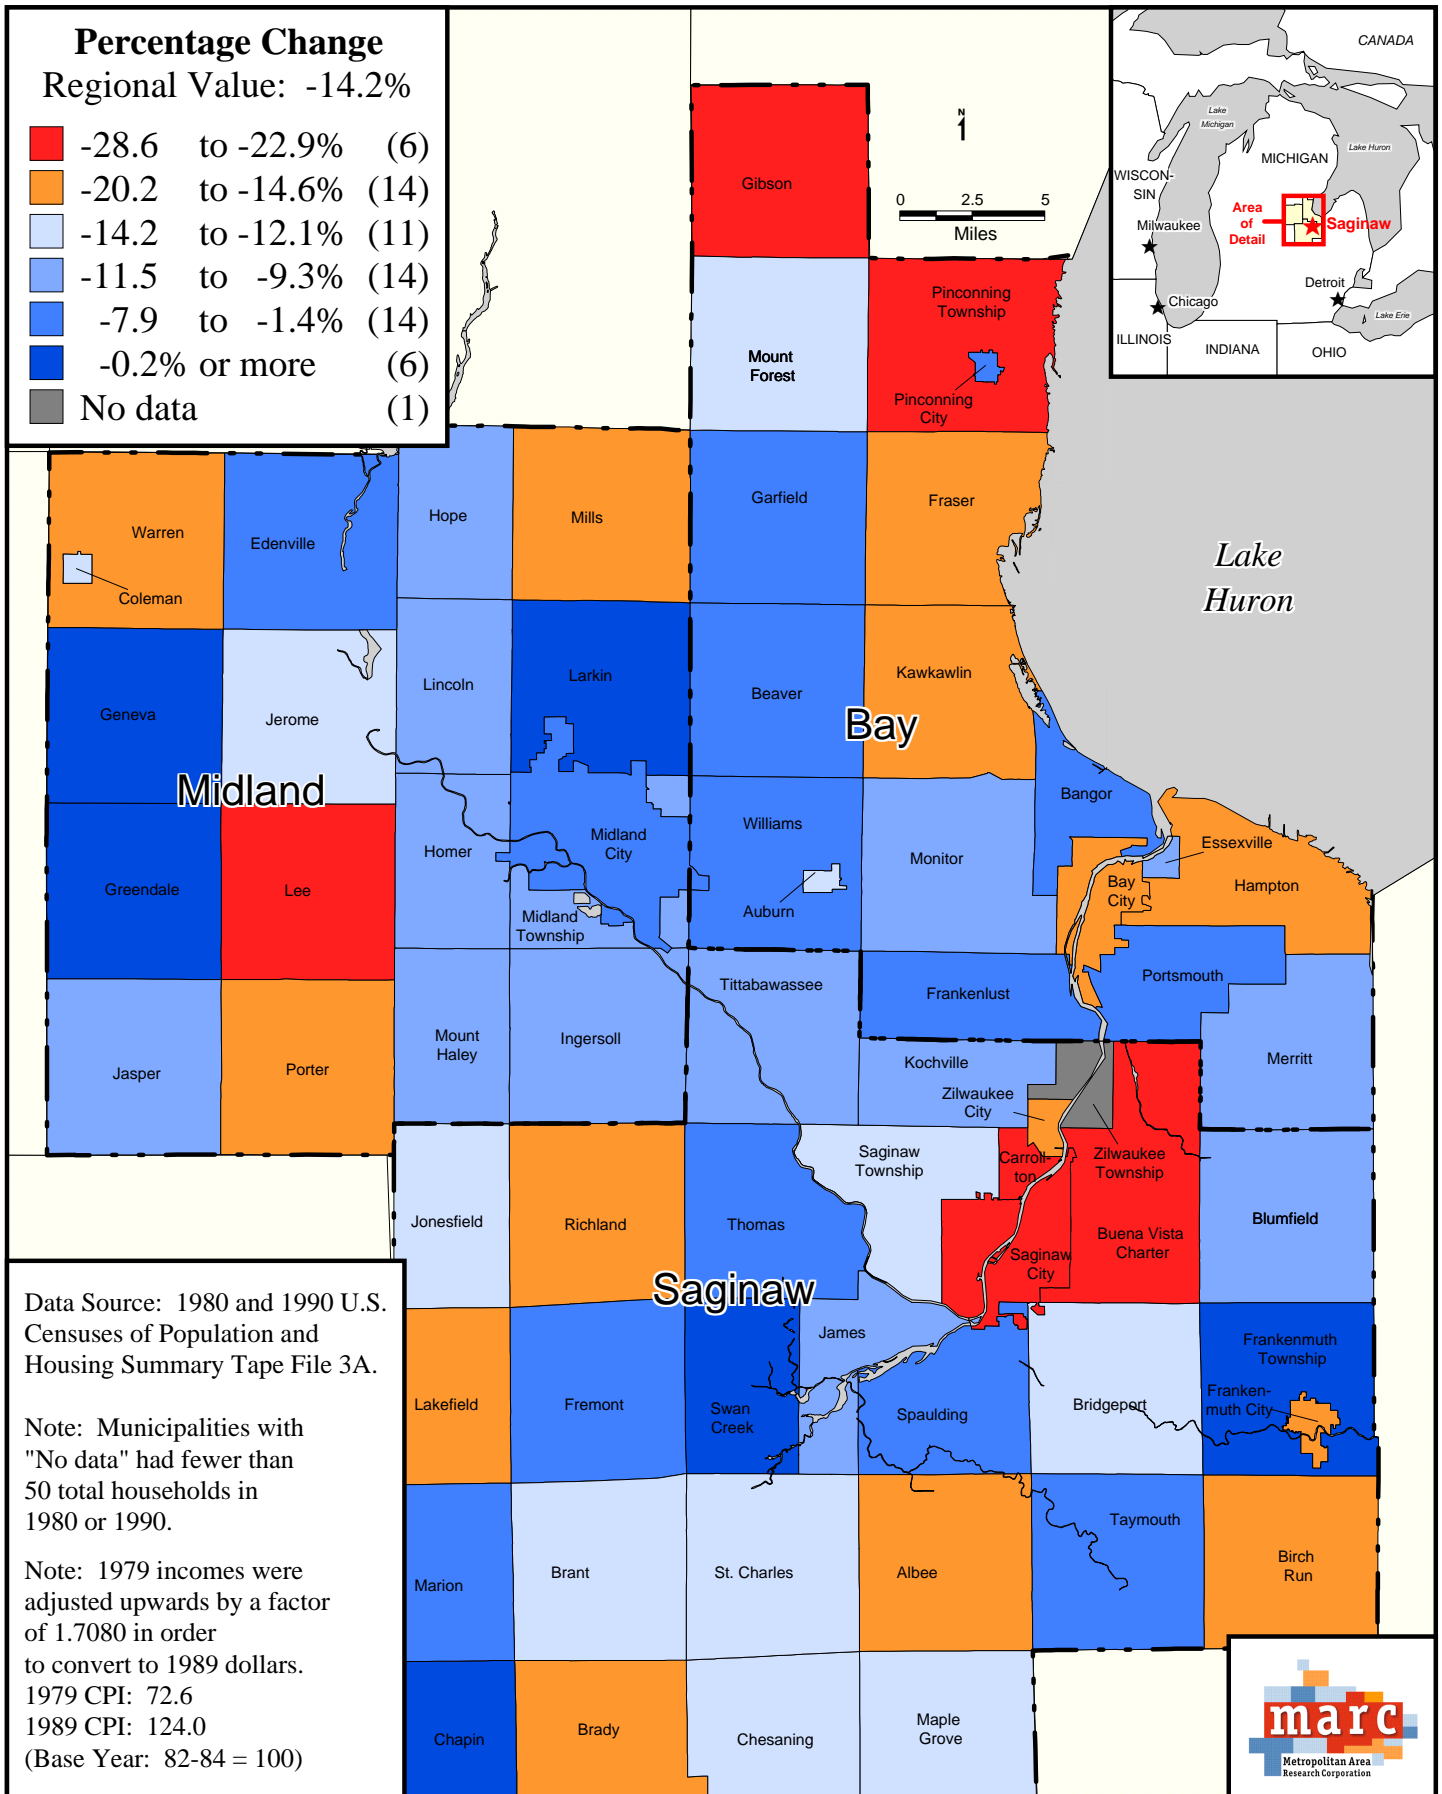 Percentage Change
Regional Value: -14.2%
-28.6 to -22.9% (6)
-20.2 to -14.6% (14)
-14.2 to -12.1% (11)
-11.5 to -9.3% (14)
-7.9 to -1.4% (14)
-0.2% or more (6)
No data (1)
N
0 2.5 5
Miles
CANADA
Lake
Michigan
Lake Huron
MICHIGAN
WISCON-
SIN
Milwaukee
Area
of
Detail
Saginaw
Chicago
Detroit
Lake Erie
ILLINOIS
INDIANA
OHIO
Gibson
Pinconning
Township
Mount
Forest
Pinconning
City
Lake
Huron
Warren
Coleman
Edenville
Hope
Mills
Garfield
Fraser
Geneva
Jerome
Lincoln
Larkin
Beaver
Kawkawlin
Bay
Midland
Bangor
Greendale
Lee
Homer
Midland
City
Midland
Township
Williams
Auburn
Monitor
Bay
City
Essexville
Hampton
Jasper
Porter
Mount
Haley
Ingersoll
Tittabawassee
Frankenlust
Portsmouth
Kochville
Zilwaukee
City
Merritt
Saginaw
Township
Carroll-
ton
Zilwaukee
Township
Jonesfield
Richland
Thomas
Saginaw
City
Buena Vista
Charter
Blumfield
Saginaw
James
Lakefield
Fremont
Swan
Creek
Spaulding
Bridgeport
Frankenmuth
Township
Franken-
muth City
Marion
Brant
St. Charles
Albee
Taymouth
Birch
Run
Chapin
Brady
Chesaning
Maple
Grove
Data Source: 1980 and 1990 U.S.
Censuses of Population and
Housing Summary Tape File 3A.
Note: Municipalities with
"No data" had fewer than
50 total households in
1980 or 1990.
Note: 1979 incomes were
adjusted upwards by a factor
of 1.7080 in order
to convert to 1989 dollars.
1979 CPI: 72.6
1989 CPI: 124.0
(Base Year: 82-84 = 100)
marc
Metropolitan Area
Research Corporation